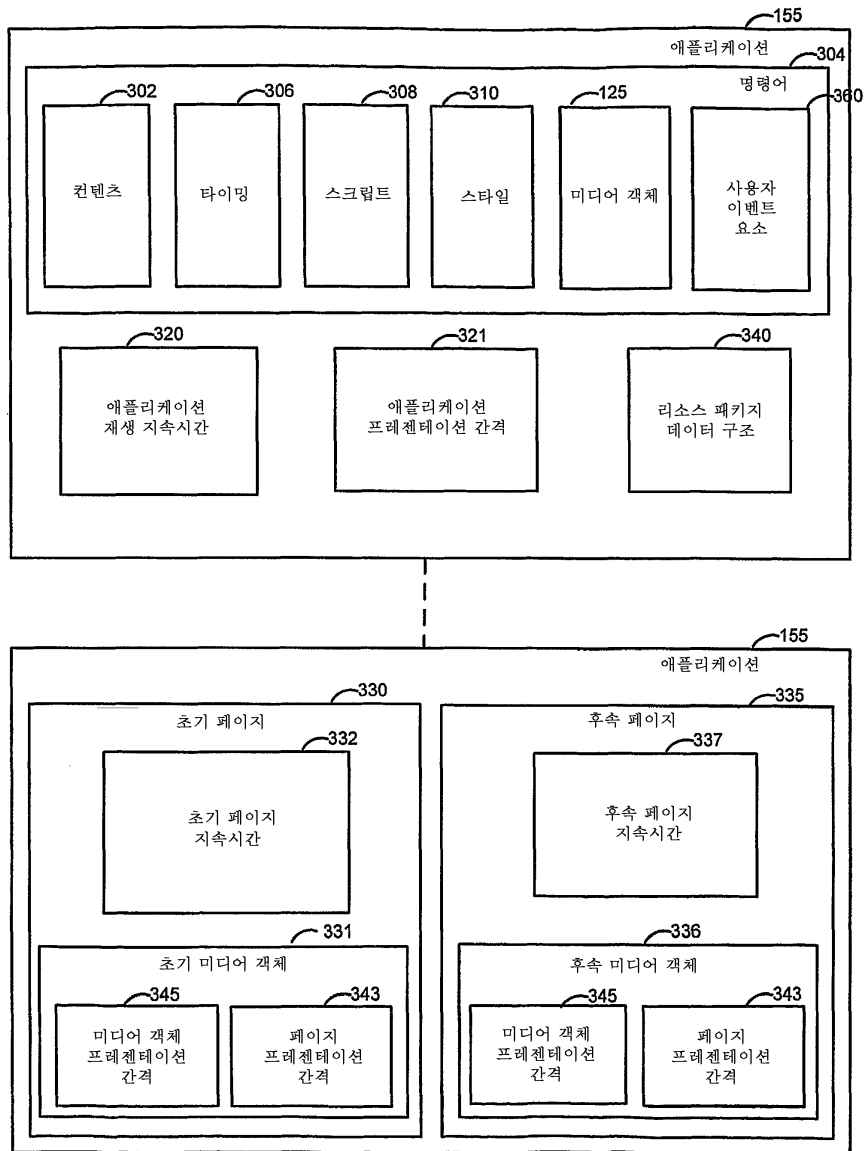 155
애플리케이션
304
명령어
302
306
308
310
125
360
컨텐츠
타이밍
스크립트
스타일
미디어 객체
사용자
이벤트
요소
320
321
340
애플리케이션
재생 지속시간
애플리케이션
프레젠테이션 간격
리소스 패키지
데이터 구조
155
애플리케이션
330
초기 페이지
332
초기 페이지
지속시간
331
초기 미디어 객체
345
미디어 객체
프레젠테이션
간격
343
페이지
프레젠테이션
간격
335
후속 페이지
337
후속 페이지
지속시간
336
후속 미디어 객체
345
미디어 객체
프레젠테이션
간격
343
페이지
프레젠테이션
간격